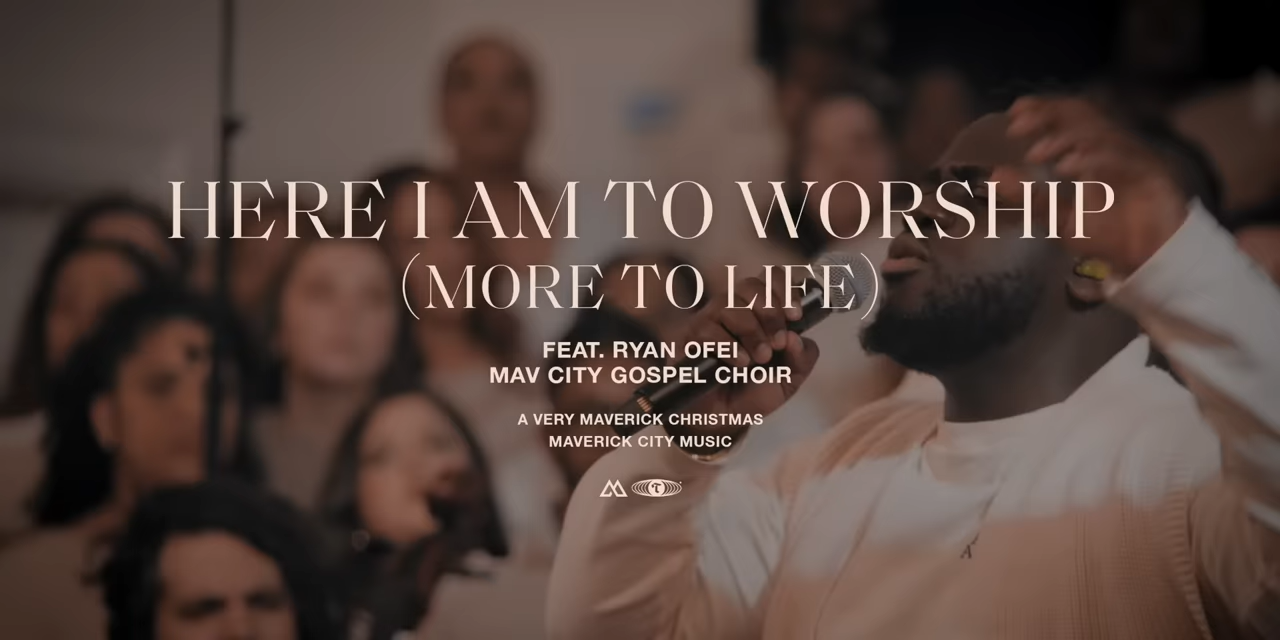 HERE I AM TO WORSHIP
(MORE TO LIFE)
FEAT. RYAN OFEI
MAV CITY GOSPEL CHOIR
A VERY MAVERICK CHRISTMAS
MAVERICK CITY MUSIC